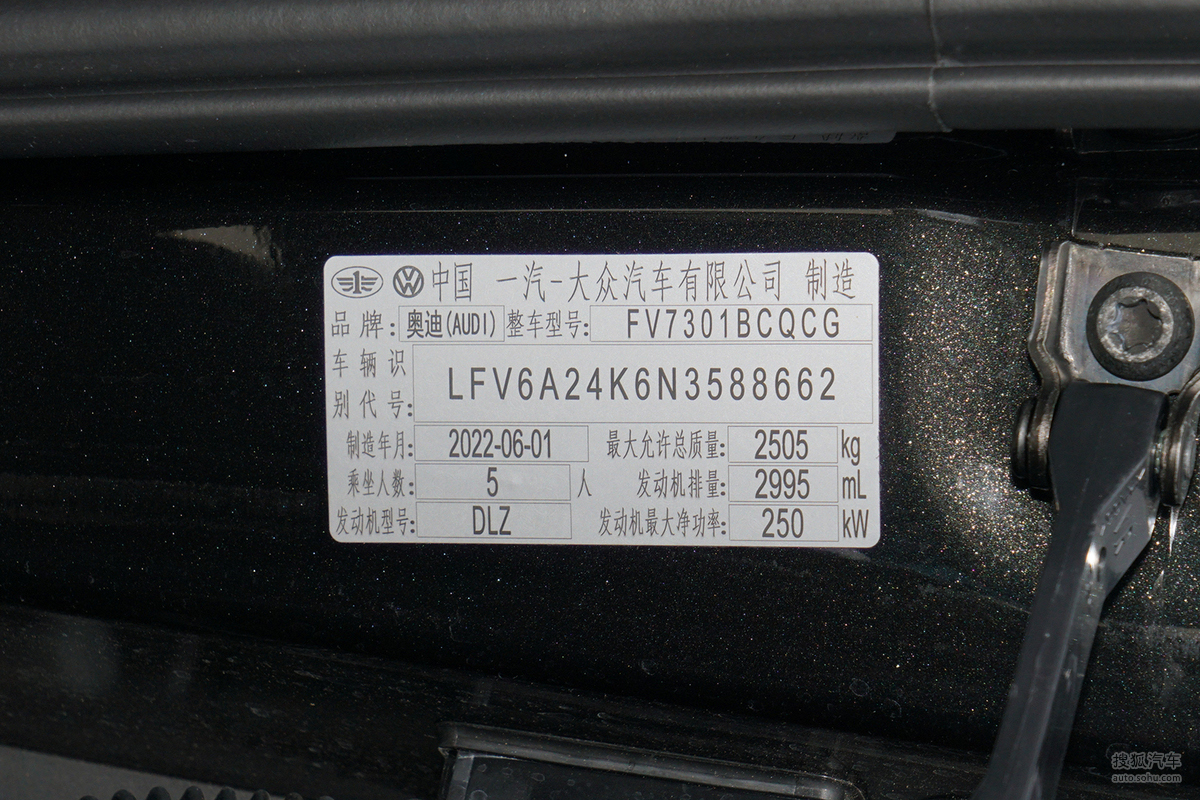 中国 一汽-大众汽车有限公司 制造
品牌: 奥迪(AUDI) 整车型号: FV7301BCQCG
车辆识别代号: LFV6A24K6N3588662
制造年月: 2022-06-01 最大允许总质量: 2505 kg
乘坐人数: 5 人 发动机排量: 2995 mL
发动机型号: DLZ 发动机最大净功率: 250 kW
搜狐汽车
auto.sohu.com